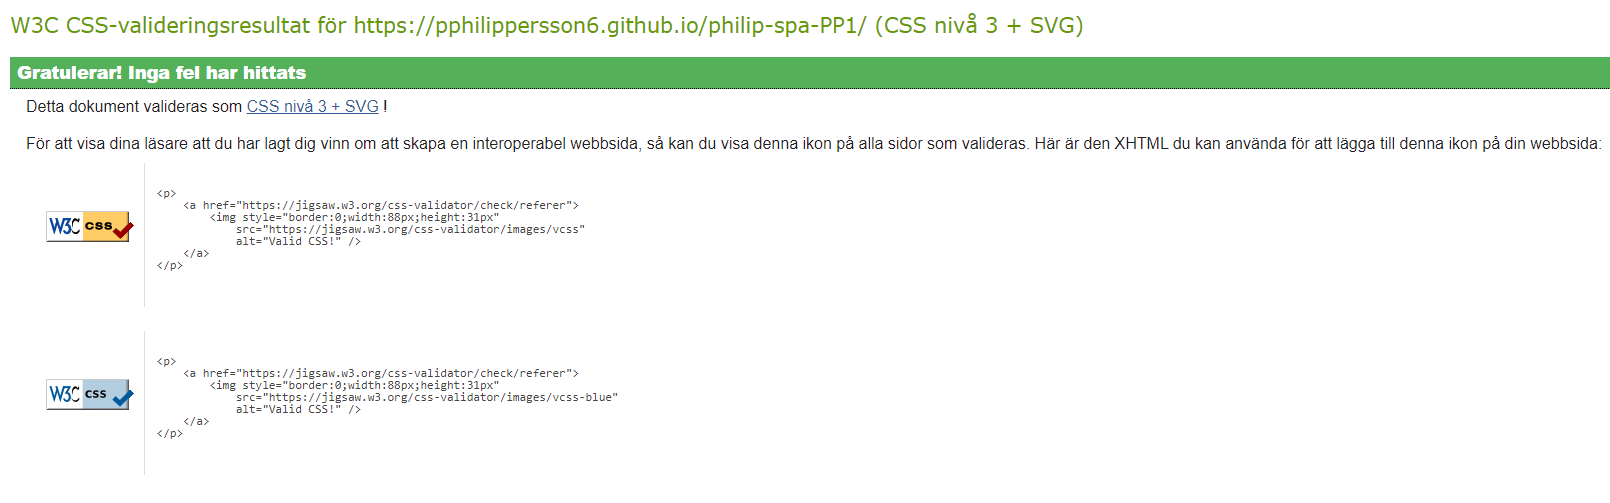 W3C CSS-valideringsresultat för https://pphilippersson6.github.io/philip-spa-PP1/ (CSS nivå 3 + SVG)
Gratulerar! Inga fel har hittats
Detta dokument valideras som CSS nivå 3 + SVG !
För att visa dina läsare att du har lagt dig vinn om att skapa en interoperabel webbsida, så kan du visa denna ikon på alla sidor som valideras. Här är den XHTML du kan använda för att lägga till denna ikon på din webbsida:
W3C css
<p>
    <a href="https://jigsaw.w3.org/css-validator/check/referer">
        <img style="border:0;width:88px;height:31px"
            src="https://jigsaw.w3.org/css-validator/images/vcss"
            alt="Valid CSS!" />
    </a>
</p>
W3C css
<p>
    <a href="https://jigsaw.w3.org/css-validator/check/referer">
        <img style="border:0;width:88px;height:31px"
            src="https://jigsaw.w3.org/css-validator/images/vcss-blue"
            alt="Valid CSS!" />
    </a>
</p>